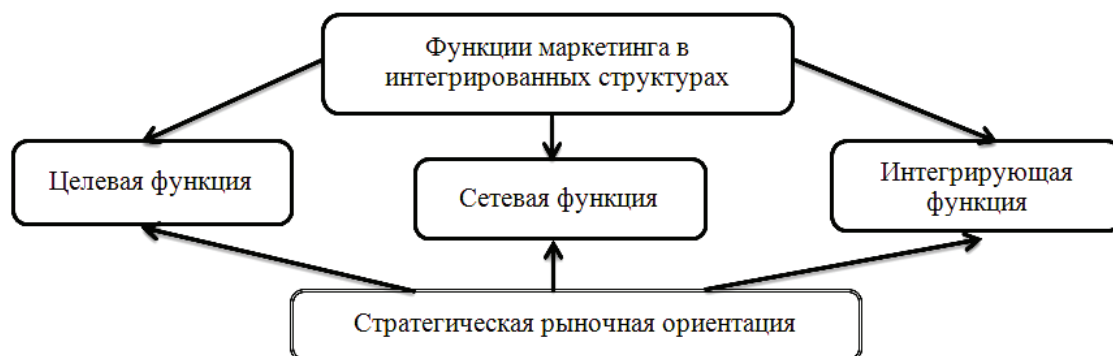 Функции маркетинга в
интегрированных структурах
Целевая функция
Сетевая функция
Интегрирующая
функция
Стратегическая рыночная ориентация